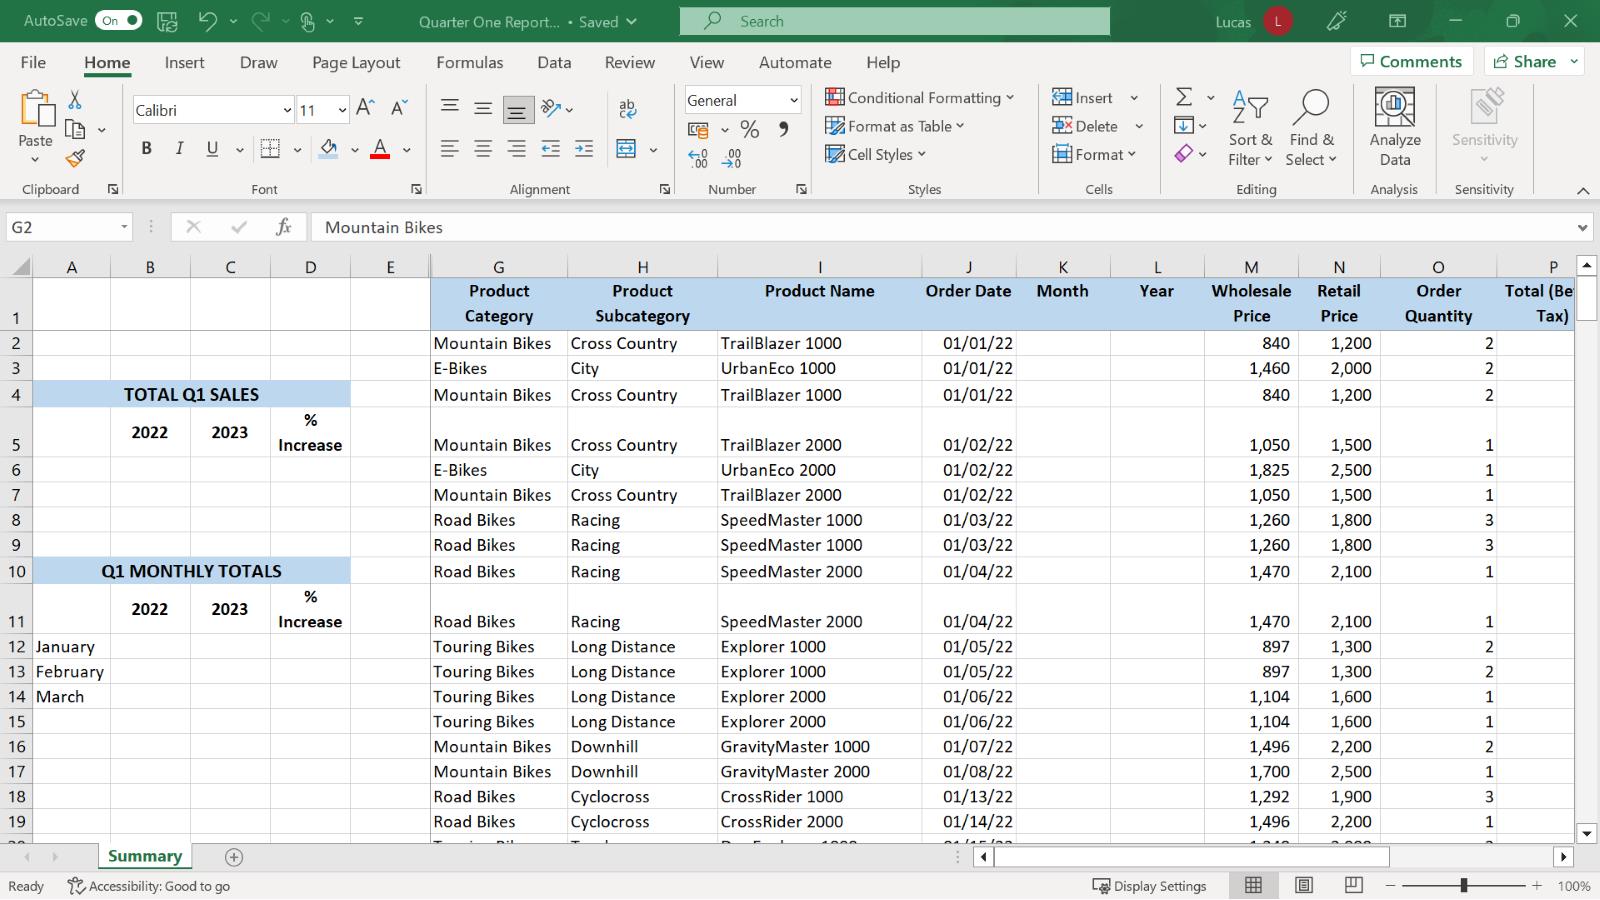 AutoSave On Quarter One Report... • Saved Search Lucas L
File Home Insert Draw Page Layout Formulas Data Review View Automate Help Comments Share
Calibri 11 General Conditional Formatting Insert
Paste B I U A % Format as Table Delete Sort & Filter Find & Select Analyze Data Sensitivity
Cell Styles Format
Clipboard Font Alignment Number Styles Cells Editing Analysis Sensitivity
G2 fx Mountain Bikes
A B C D E G H I J K L M N O P
1 Product Category Product Subcategory Product Name Order Date Month Year Wholesale Price Retail Price Order Quantity Total (Be Tax)
2 Mountain Bikes Cross Country TrailBlazer 1000 01/01/22 840 1,200 2
3 E-Bikes City UrbanEco 1000 01/01/22 1,460 2,000 2
4 TOTAL Q1 SALES Mountain Bikes Cross Country TrailBlazer 1000 01/01/22 840 1,200 2
5 2022 2023 % Increase Mountain Bikes Cross Country TrailBlazer 2000 01/02/22 1,050 1,500 1
6 E-Bikes City UrbanEco 2000 01/02/22 1,825 2,500 1
7 Mountain Bikes Cross Country TrailBlazer 2000 01/02/22 1,050 1,500 1
8 Road Bikes Racing SpeedMaster 1000 01/03/22 1,260 1,800 3
9 Road Bikes Racing SpeedMaster 1000 01/03/22 1,260 1,800 3
10 Q1 MONTHLY TOTALS Road Bikes Racing SpeedMaster 2000 01/04/22 1,470 2,100 1
11 2022 2023 % Increase Road Bikes Racing SpeedMaster 2000 01/04/22 1,470 2,100 1
12 January Touring Bikes Long Distance Explorer 1000 01/05/22 897 1,300 2
13 February Touring Bikes Long Distance Explorer 1000 01/05/22 897 1,300 2
14 March Touring Bikes Long Distance Explorer 2000 01/06/22 1,104 1,600 1
15 Touring Bikes Long Distance Explorer 2000 01/06/22 1,104 1,600 1
16 Mountain Bikes Downhill GravityMaster 1000 01/07/22 1,496 2,200 2
17 Mountain Bikes Downhill GravityMaster 2000 01/08/22 1,700 2,500 1
18 Road Bikes Cyclocross CrossRider 1000 01/13/22 1,292 1,900 3
19 Road Bikes Cyclocross CrossRider 2000 01/14/22 1,496 2,200 1
Summary
Ready Accessibility: Good to go Display Settings 100%